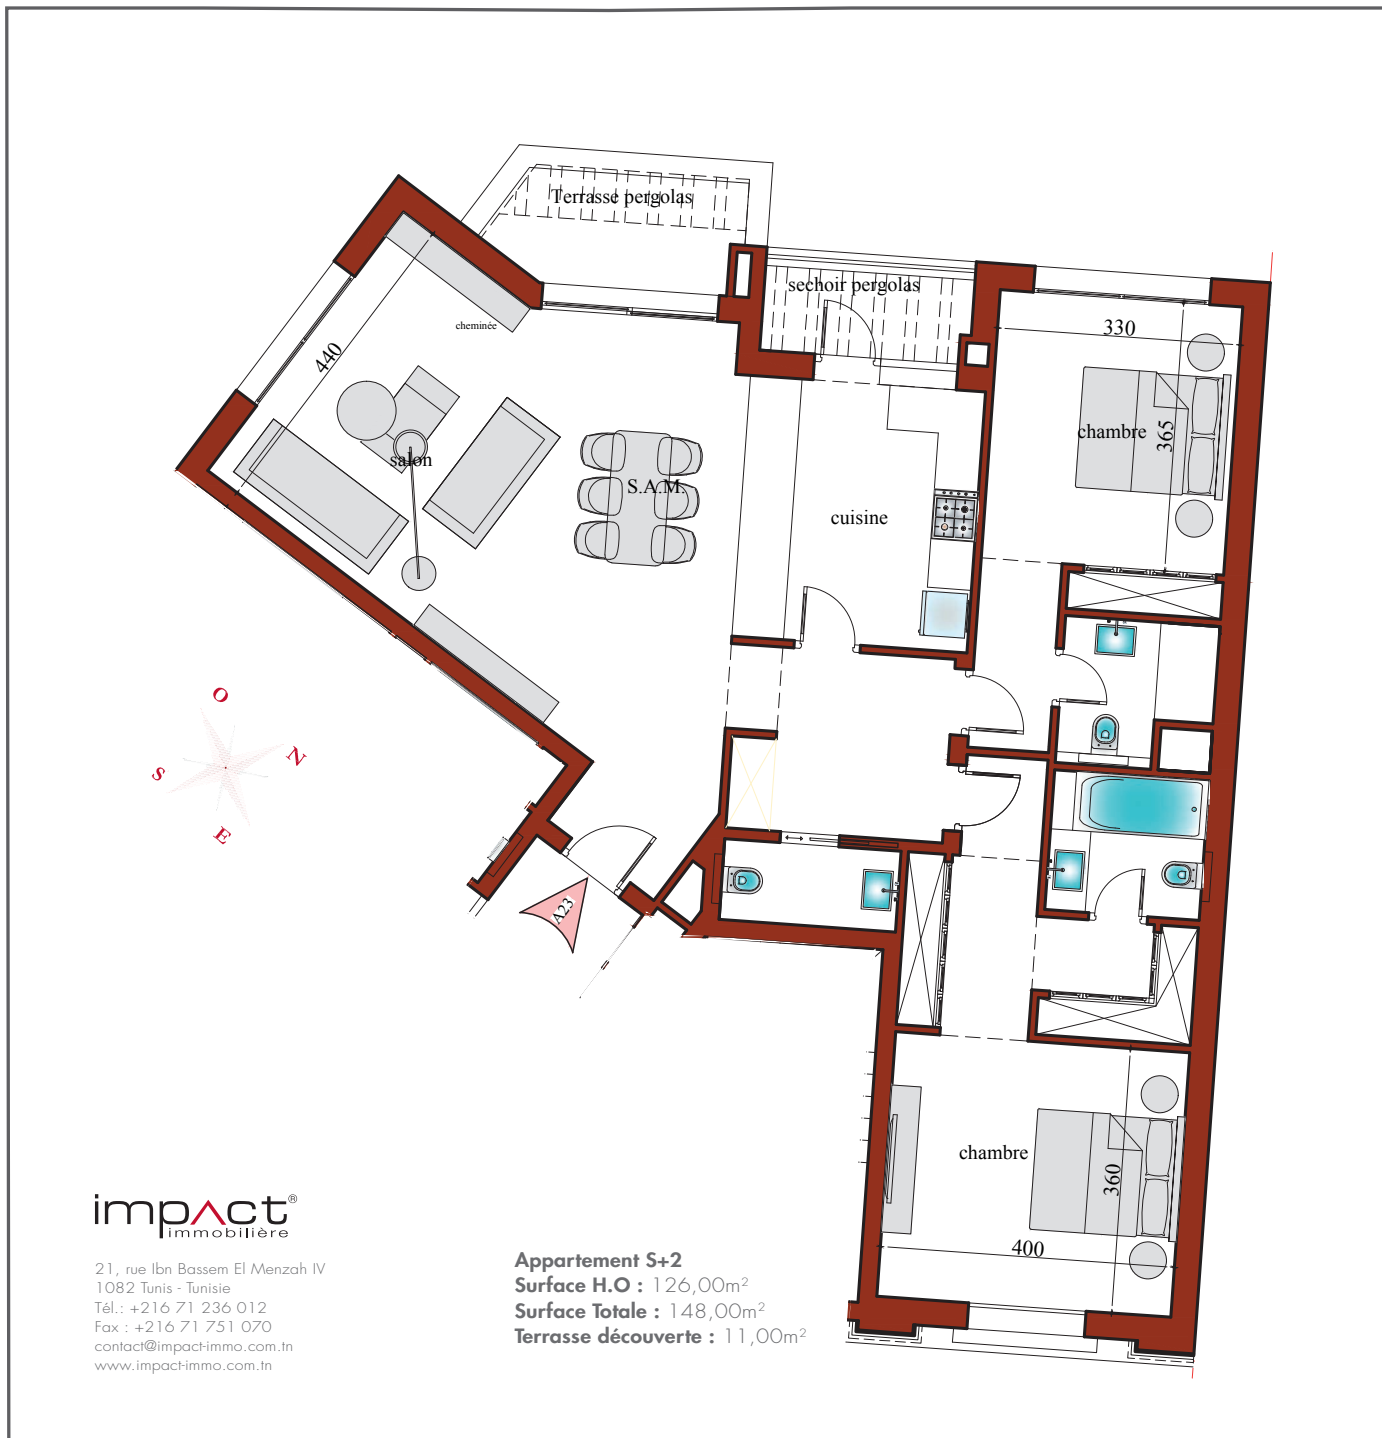 Terrasse pergolas
sechoir pergolas
cheminée
440
330
chambre
365
salon
S.A.M.
cuisine
O
N
S
E
A23
chambre
360
400
impact®
immobilière
21, rue Ibn Bassem El Menzah IV
1082 Tunis - Tunisie
Tél.: +216 71 236 012
Fax : +216 71 751 070
contact@impact-immo.com.tn
www.impact-immo.com.tn
Appartement S+2
Surface H.O : 126,00m²
Surface Totale : 148,00m²
Terrasse découverte : 11,00m²